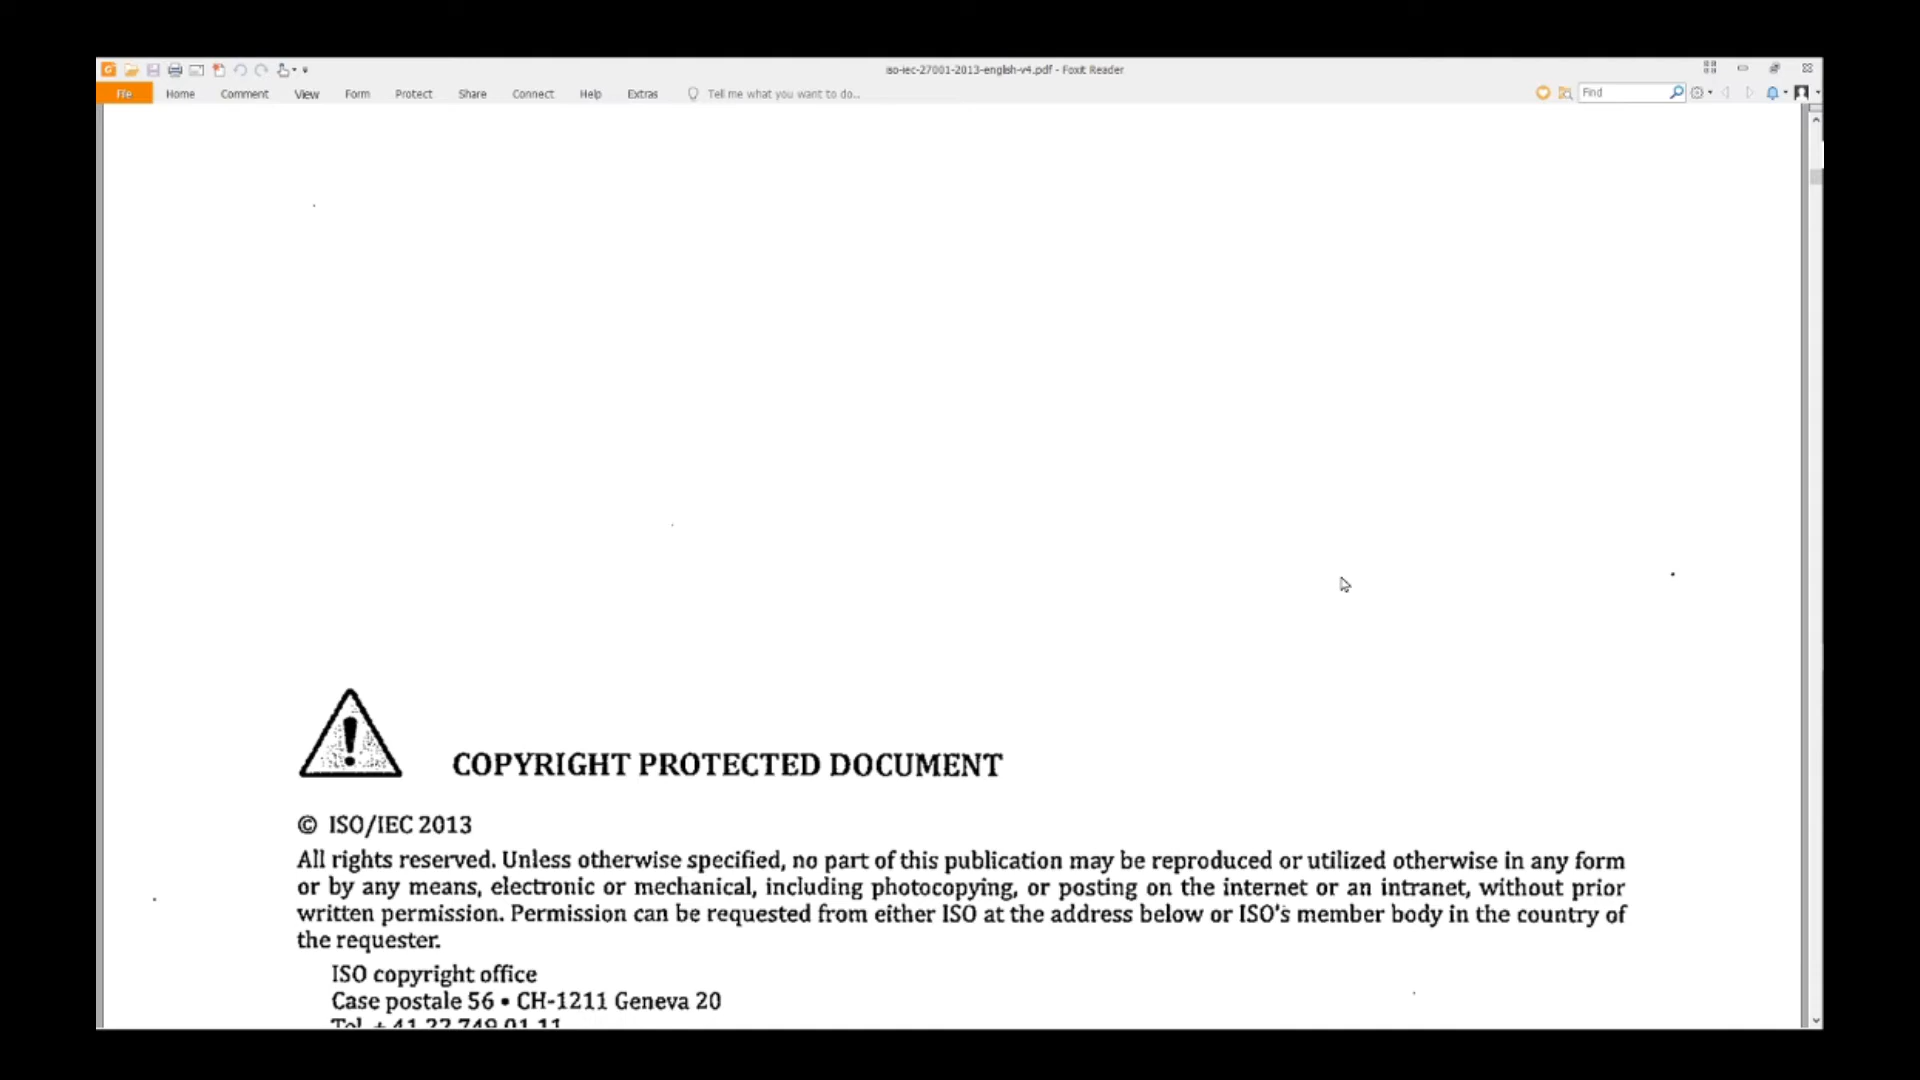 iso-iec-27001-2013-english-v4.pdf - Foxit Reader
File Home Comment View Form Protect Share Connect Help Extras Tell me what you want to do... Find
COPYRIGHT PROTECTED DOCUMENT
© ISO/IEC 2013
All rights reserved. Unless otherwise specified, no part of this publication may be reproduced or utilized otherwise in any form
or by any means, electronic or mechanical, including photocopying, or posting on the internet or an intranet, without prior
written permission. Permission can be requested from either ISO at the address below or ISO's member body in the country of
the requester.
ISO copyright office
Case postale 56 • CH-1211 Geneva 20
Tel. + 41 22 749 01 11